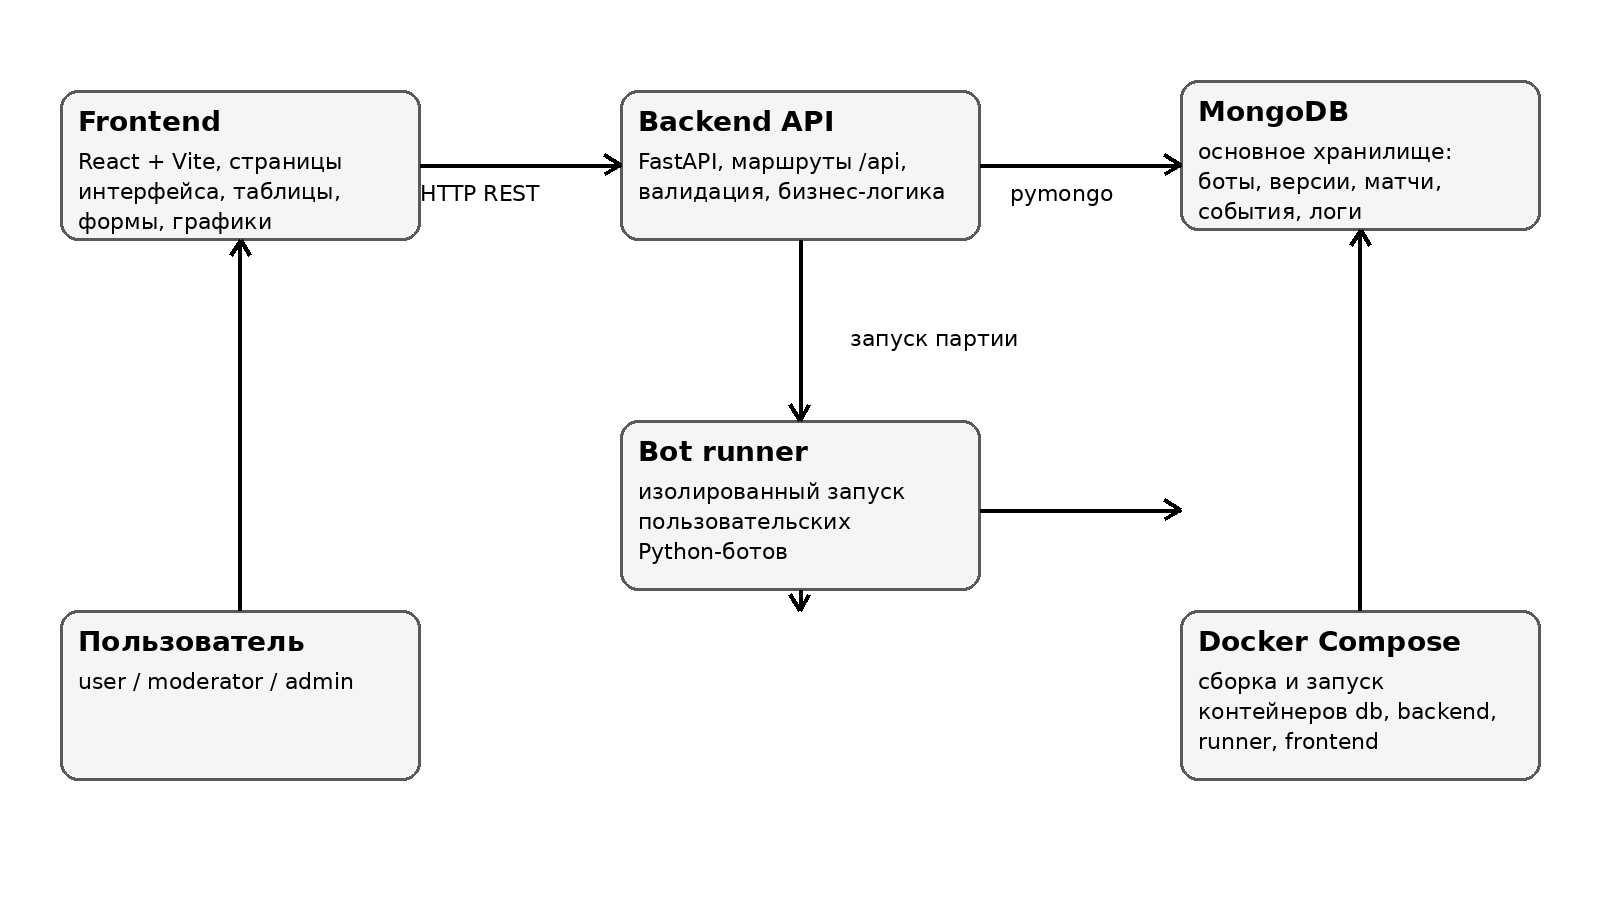 Frontend
React + Vite, страницы
интерфейса, таблицы,
формы, графики
HTTP REST
Backend API
FastAPI, маршруты /api,
валидация, бизнес-логика
pymongo
MongoDB
основное хранилище:
боты, версии, матчи,
события, логи
запуск партии
Bot runner
изолированный запуск
пользовательских
Python-ботов
Пользователь
user / moderator / admin
Docker Compose
сборка и запуск
контейнеров db, backend,
runner, frontend